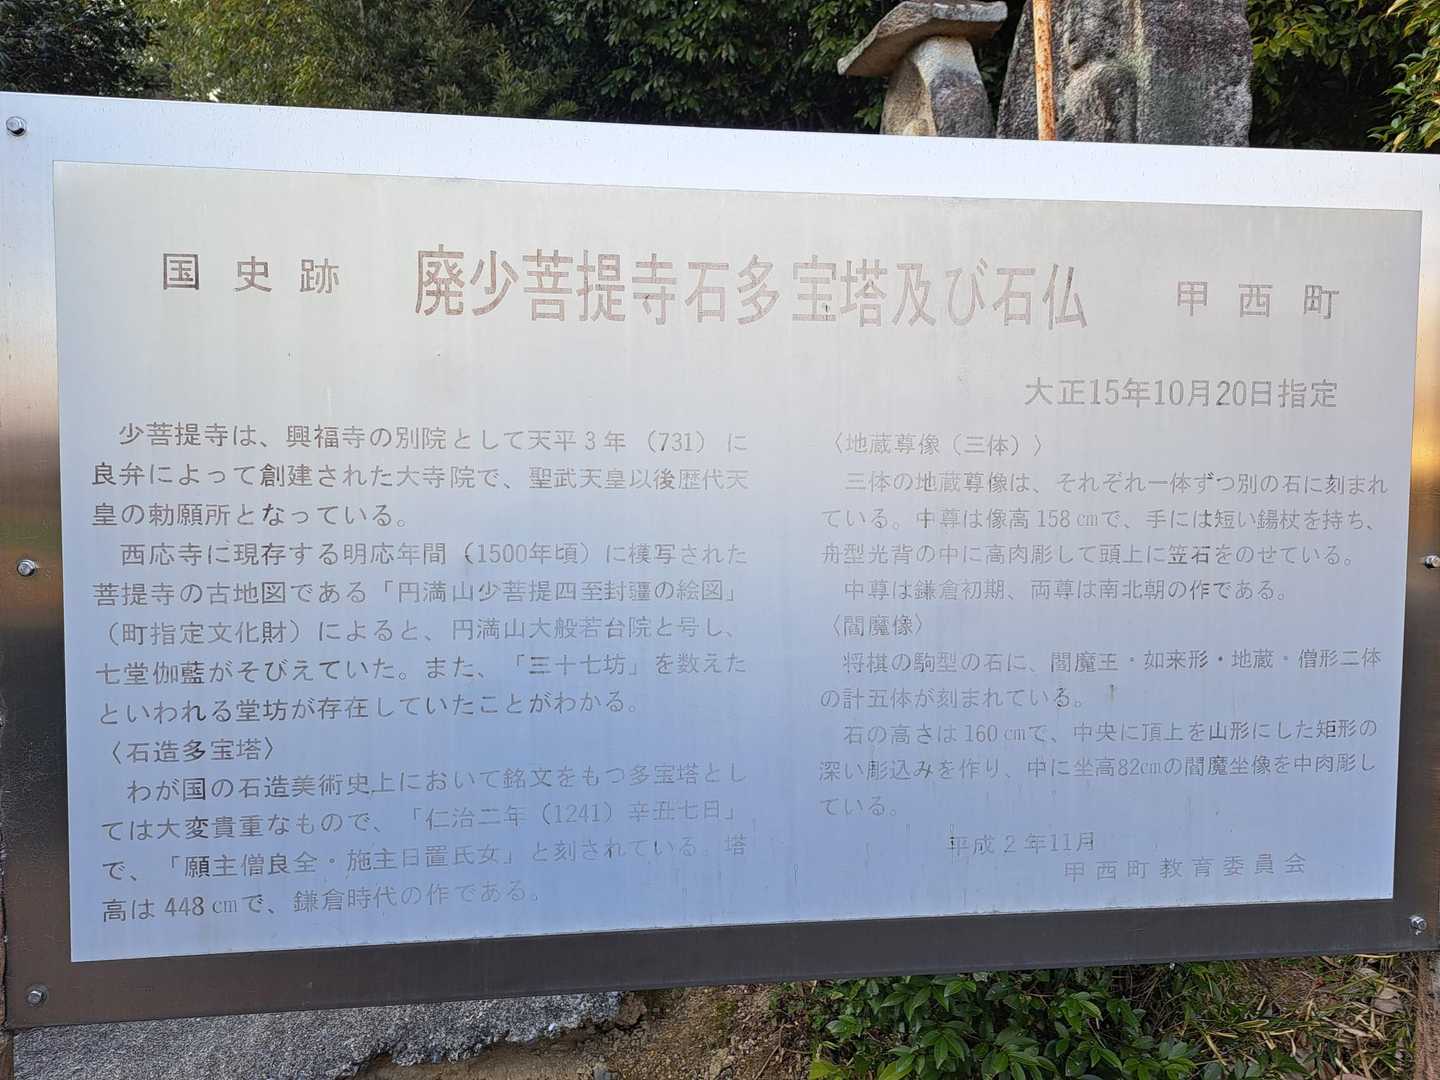 国史跡 廃少菩提寺石多宝塔及び石仏 甲西町
大正15年10月20日指定
少菩提寺は、興福寺の別院として天平3年（731）に
良弁によって創建された大寺院で、聖武天皇以後歴代天
皇の勅願所となっている。
西応寺に現存する明応年間（1500年頃）に模写された
菩提寺の古地図である「円満山少菩提四至封疆の絵図」
（町指定文化財）によると、円満山大般若台院と号し、
七堂伽藍がそびえていた。また、「三十七坊」を数えた
といわれる堂坊が存在していたことがわかる。
〈石造多宝塔〉
わが国の石造美術史上において銘文をもつ多宝塔とし
ては大変貴重なもので、「仁治二年（1241）辛丑七日」
で、「願主僧良全・施主日置氏女」と刻されている。塔
高は448㎝で、鎌倉時代の作である。
〈地蔵尊像（三体）〉
三体の地蔵尊像は、それぞれ一体ずつ別の石に刻まれ
ている。中尊は像高158㎝で、手には短い錫杖を持ち、
舟型光背の中に高肉彫して頭上に笠石をのせている。
中尊は鎌倉初期、両尊は南北朝の作である。
〈閻魔像〉
将棋の駒型の石に、閻魔王・如来形・地蔵・僧形二体
の計五体が刻まれている。
石の高さは160㎝で、中央に頂上を山形にした矩形の
深い彫込みを作り、中に坐高82cmの閻魔坐像を中肉彫し
ている。
平成2年11月
甲西町教育委員会